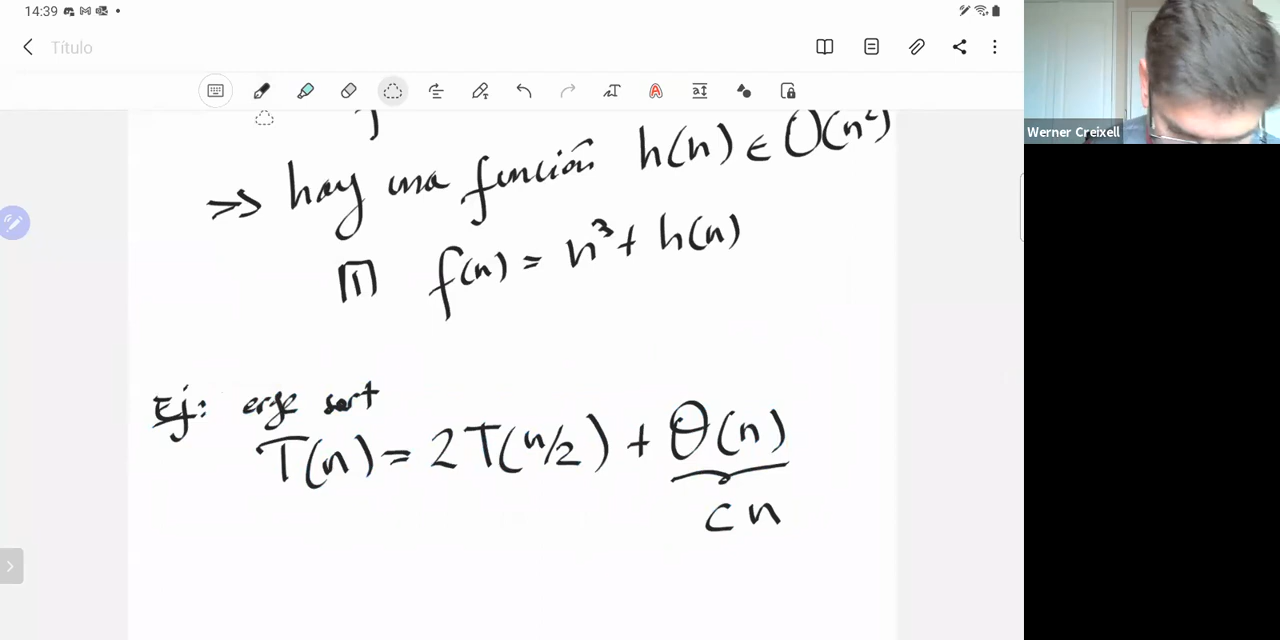 14:39
Título
Werner Creixell
=> hay una función h(n) ∈ O(n²)
f(n) = n³ + h(n)
Ej: erge sort
T(n) = 2T(n/2) + Θ(n)
cn